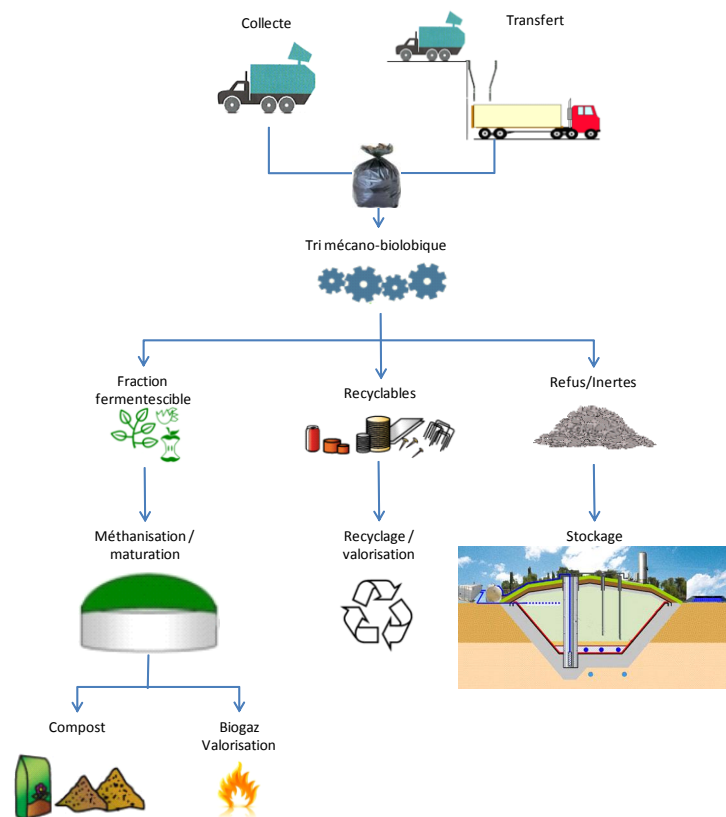 Collecte
Transfert
Tri mécano-biolobique
Fraction
fermentescible
Recyclables
Refus/Inertes
Méthanisation /
maturation
Recyclage /
valorisation
Stockage
Compost
Biogaz
Valorisation